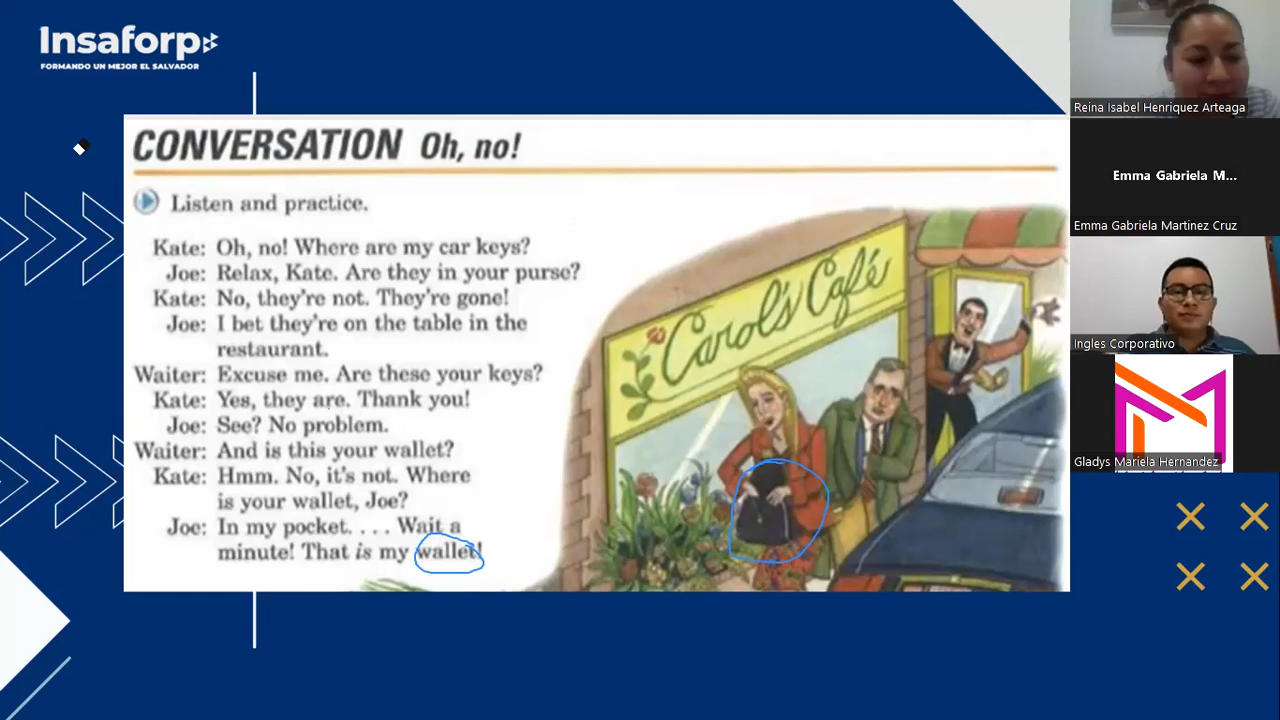 Insaforp
FORMANDO UN MEJOR EL SALVADOR
CONVERSATION Oh, no!
Listen and practice.
Kate: Oh, no! Where are my car keys?
Joe: Relax, Kate. Are they in your purse?
Kate: No, they're not. They're gone!
Joe: I bet they're on the table in the
restaurant.
Waiter: Excuse me. Are these your keys?
Kate: Yes, they are. Thank you!
Joe: See? No problem.
Waiter: And is this your wallet?
Kate: Hmm. No, it's not. Where
is your wallet, Joe?
Joe: In my pocket. . . . Wait a
minute! That is my wallet!
Carol's Café
Reina Isabel Henriquez Arteaga
Emma Gabriela M...
Emma Gabriela Martinez Cruz
Ingles Corporativo
Gladys Mariela Hernandez